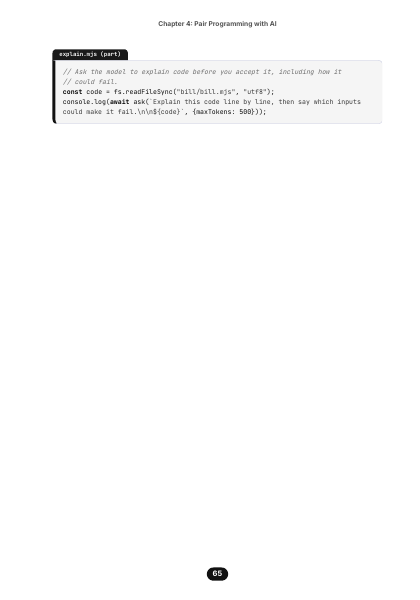 Chapter 4: Pair Programming with AI
explain.mjs (part)
// Ask the model to explain code before you accept it, including how it
// could fail.
const code = fs.readFileSync("bill/bill.mjs", "utf8");
console.log(await ask(`Explain this code line by line, then say which inputs
could make it fail.\n\n${code}`, {maxTokens: 500}));
65